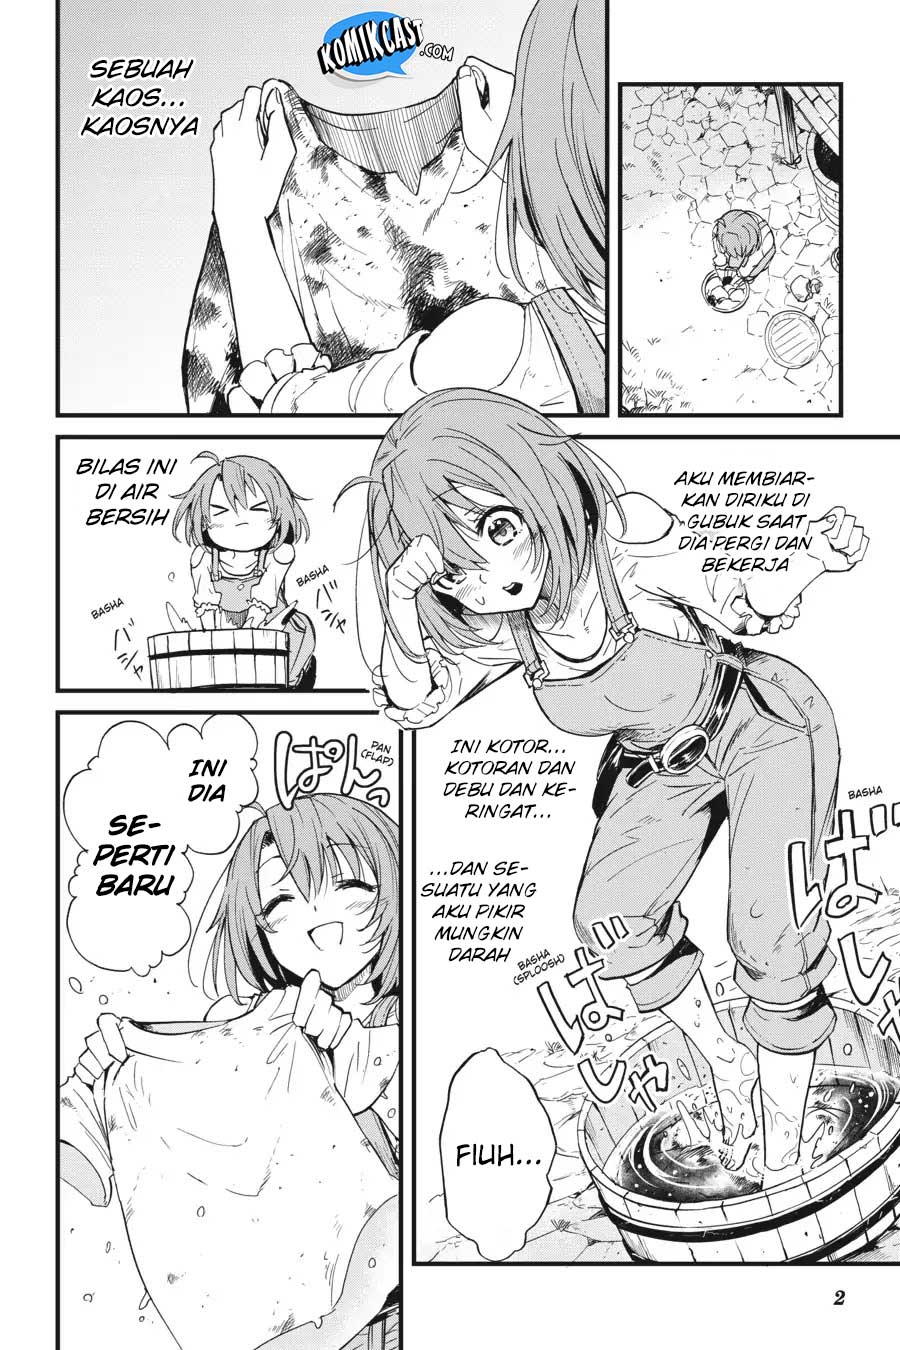 KOMIKCAST
.COM
SEBUAH
KAOS...
KAOSNYA
AKU MEMBIAR-
KAN DIRIKU DI
GUBUK SAAT
DIA PERGI DAN
BEKERJA
BILAS INI
DI AIR
BERSIH
BASHA
バシャ
BASHA
バシャ
INI KOTOR...
KOTORAN DAN
DEBU DAN KE-
RINGAT...
...DAN SE-
SUATU YANG
AKU PIKIR
MUNGKIN
DARAH
BASHA
ばしゃ
BASHA
(SPLOOSH)
ばしゃ
FIUH...
PAN
(FLAP)
ぱんっ
INI
DIA
SE-
PERTI
BARU
2